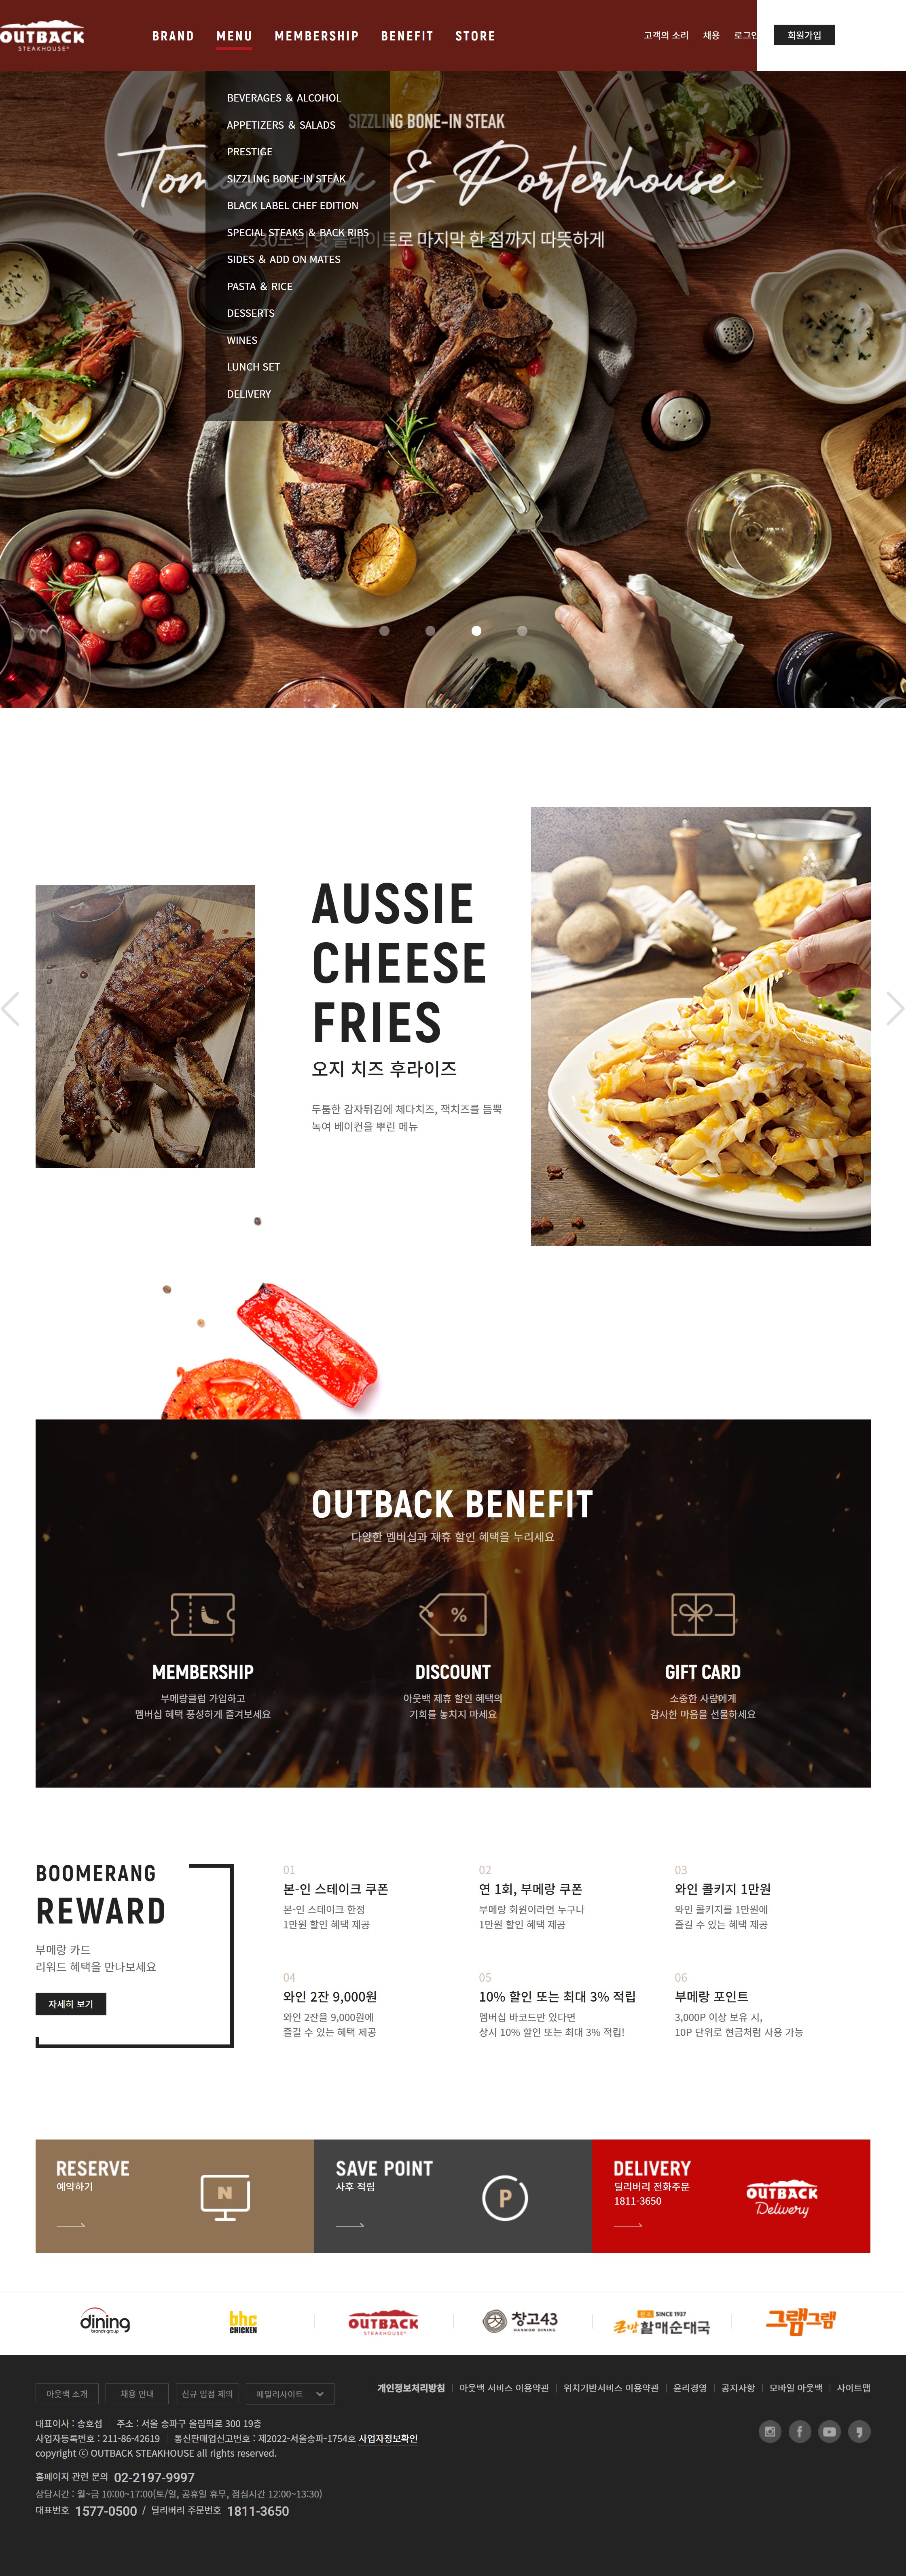 OUTBACK
STEAKHOUSE®
BRAND
MENU
MEMBERSHIP
BENEFIT
STORE
고객의 소리
채용
로그인
회원가입
BEVERAGES & ALCOHOL
APPETIZERS & SALADS
PRESTIGE
SIZZLING BONE-IN STEAK
BLACK LABEL CHEF EDITION
SPECIAL STEAKS & BACK RIBS
SIDES & ADD ON MATES
PASTA & RICE
DESSERTS
WINES
LUNCH SET
DELIVERY
SIZZLING BONE-IN STEAK
Tomahawk & Porterhouse
230도의 핫 플레이트로 마지막 한 점까지 따뜻하게
AUSSIE
CHEESE
FRIES
오지 치즈 후라이즈
두툼한 감자튀김에 체다치즈, 잭치즈를 듬뿍
녹여 베이컨을 뿌린 메뉴
OUTBACK BENEFIT
다양한 멤버십과 제휴 할인 혜택을 누리세요
%
MEMBERSHIP
부메랑클럽 가입하고
멤버십 혜택 풍성하게 즐겨보세요
DISCOUNT
아웃백 제휴 할인 혜택의
기회를 놓치지 마세요
GIFT CARD
소중한 사람에게
감사한 마음을 선물하세요
BOOMERANG
REWARD
부메랑 카드
리워드 혜택을 만나보세요
자세히 보기
01
본-인 스테이크 쿠폰
본-인 스테이크 한정
1만원 할인 혜택 제공
02
연 1회, 부메랑 쿠폰
부메랑 회원이라면 누구나
1만원 할인 혜택 제공
03
와인 콜키지 1만원
와인 콜키지를 1만원에
즐길 수 있는 혜택 제공
04
와인 2잔 9,000원
와인 2잔을 9,000원에
즐길 수 있는 혜택 제공
05
10% 할인 또는 최대 3% 적립
멤버십 바코드만 있다면
상시 10% 할인 또는 최대 3% 적립!
06
부메랑 포인트
3,000P 이상 보유 시,
10P 단위로 현금처럼 사용 가능
RESERVE
예약하기
N
SAVE POINT
사후 적립
P
DELIVERY
딜리버리 전화주문
1811-3650
OUTBACK
Delivery
dining
brands group
bhc
CHICKEN
OUTBACK
STEAKHOUSE®
창고43
HANWOO DINING
SINCE 1937
큰맘할매순대국
그램그램
아웃백 소개
채용 안내
신규 입점 제의
패밀리사이트
개인정보처리방침
아웃백 서비스 이용약관
위치기반서비스 이용약관
윤리경영
공지사항
모바일 아웃백
사이트맵
대표이사 : 송호섭 주소 : 서울 송파구 올림픽로 300 19층
사업자등록번호 : 211-86-42619 통신판매업신고번호 : 제2022-서울송파-1754호 사업자정보확인
copyright ⓒ OUTBACK STEAKHOUSE all rights reserved.
홈페이지 관련 문의 02-2197-9997
상담시간 : 월~금 10:00~17:00(토/일, 공휴일 휴무, 점심시간 12:00~13:30)
대표번호 1577-0500 / 딜리버리 주문번호 1811-3650